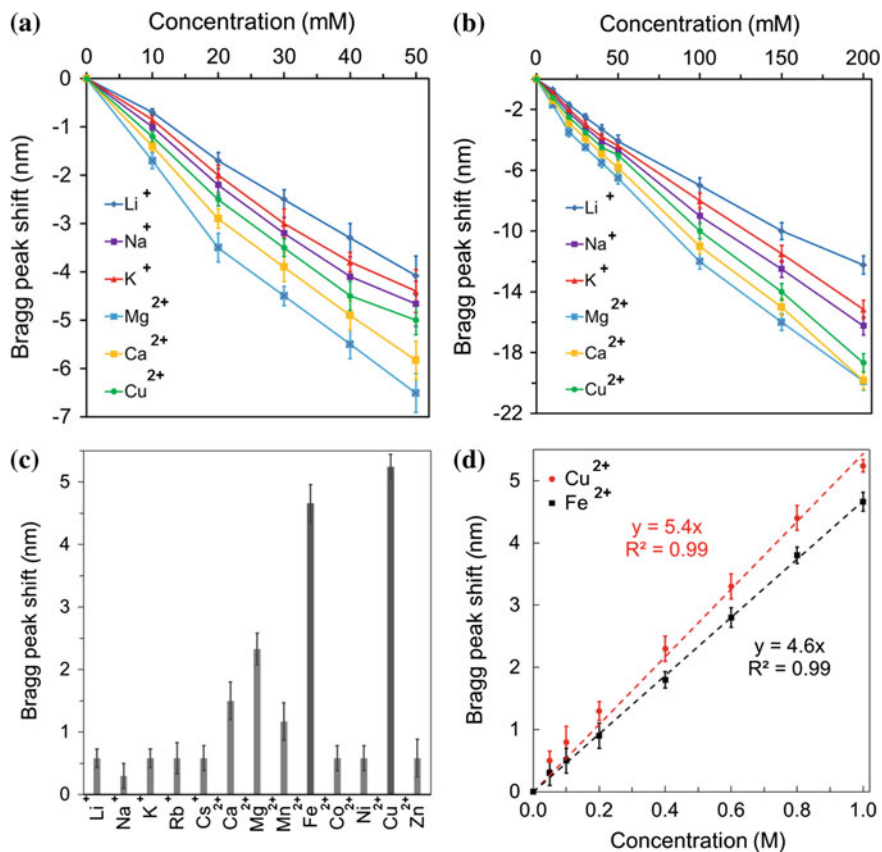 (a)
Concentration (mM)
0 10 20 30 40 50
0
-1
-2
-3
-4
-5
-6
-7
Bragg peak shift (nm)
Li+
Na+
K+
Mg2+
Ca2+
Cu2+
(b)
Concentration (mM)
0 50 100 150 200
-2
-6
-10
-14
-18
-22
Bragg peak shift (nm)
Li+
Na+
K+
Mg2+
Ca2+
Cu2+
(c)
Bragg peak shift (nm)
5
4
3
2
1
0
Li+
Na+
K+
Rb+
Cs+
Ca2+
Mg2+
Mn2+
Fe2+
Co2+
Ni2+
Cu2+
Zn2+
(d)
Bragg peak shift (nm)
5
4
3
2
1
0
Cu2+
Fe2+
y = 5.4x
R² = 0.99
y = 4.6x
R² = 0.99
0.0 0.2 0.4 0.6 0.8 1.0
Concentration (M)